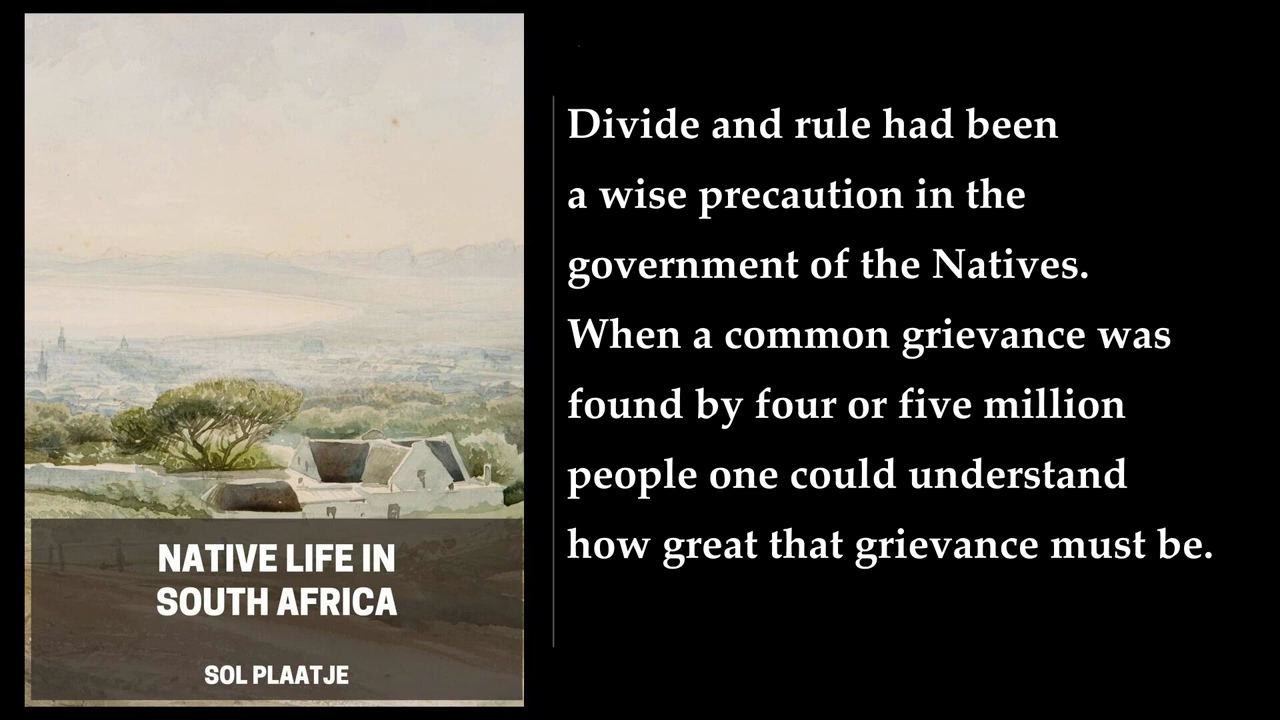 Divide and rule had been
a wise precaution in the
government of the Natives.
When a common grievance was
found by four or five million
people one could understand
how great that grievance must be.
NATIVE LIFE IN
SOUTH AFRICA
SOL PLAATJE